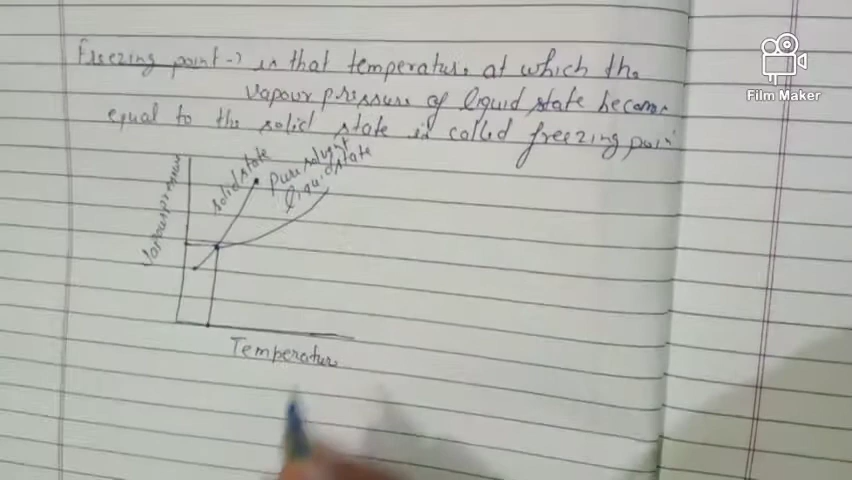 Freezing point → is that temperature at which the
vapour pressure of liquid state become
equal to the solid state is called freezing point
solid state
pure solvent
liquid state
Vapour pressure
Temperature
Film Maker